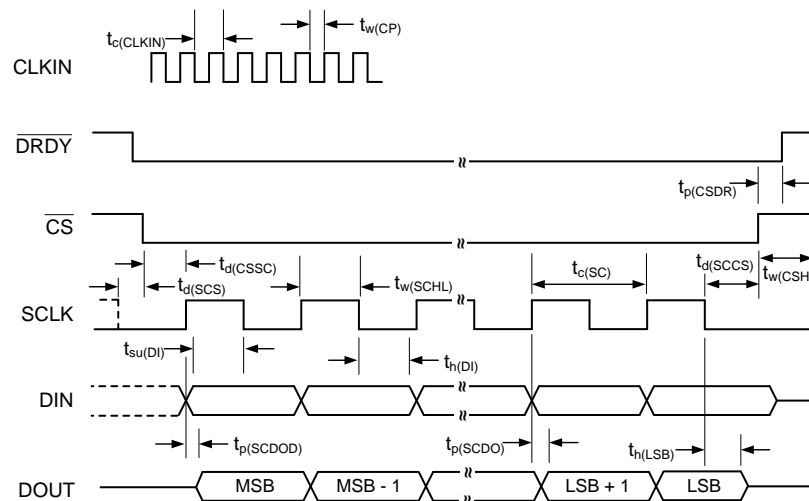 t_c(CLKIN)
t_w(CP)
CLKIN
DRDY
t_p(CSDR)
CS
t_d(CSSC)
t_c(SC)
t_d(SCCS)
t_d(SCS)
t_w(SCHL)
t_w(CSH
SCLK
t_su(DI)
t_h(DI)
DIN
t_p(SCDOD)
t_p(SCDO)
t_h(LSB)
DOUT
MSB
MSB - 1
LSB + 1
LSB